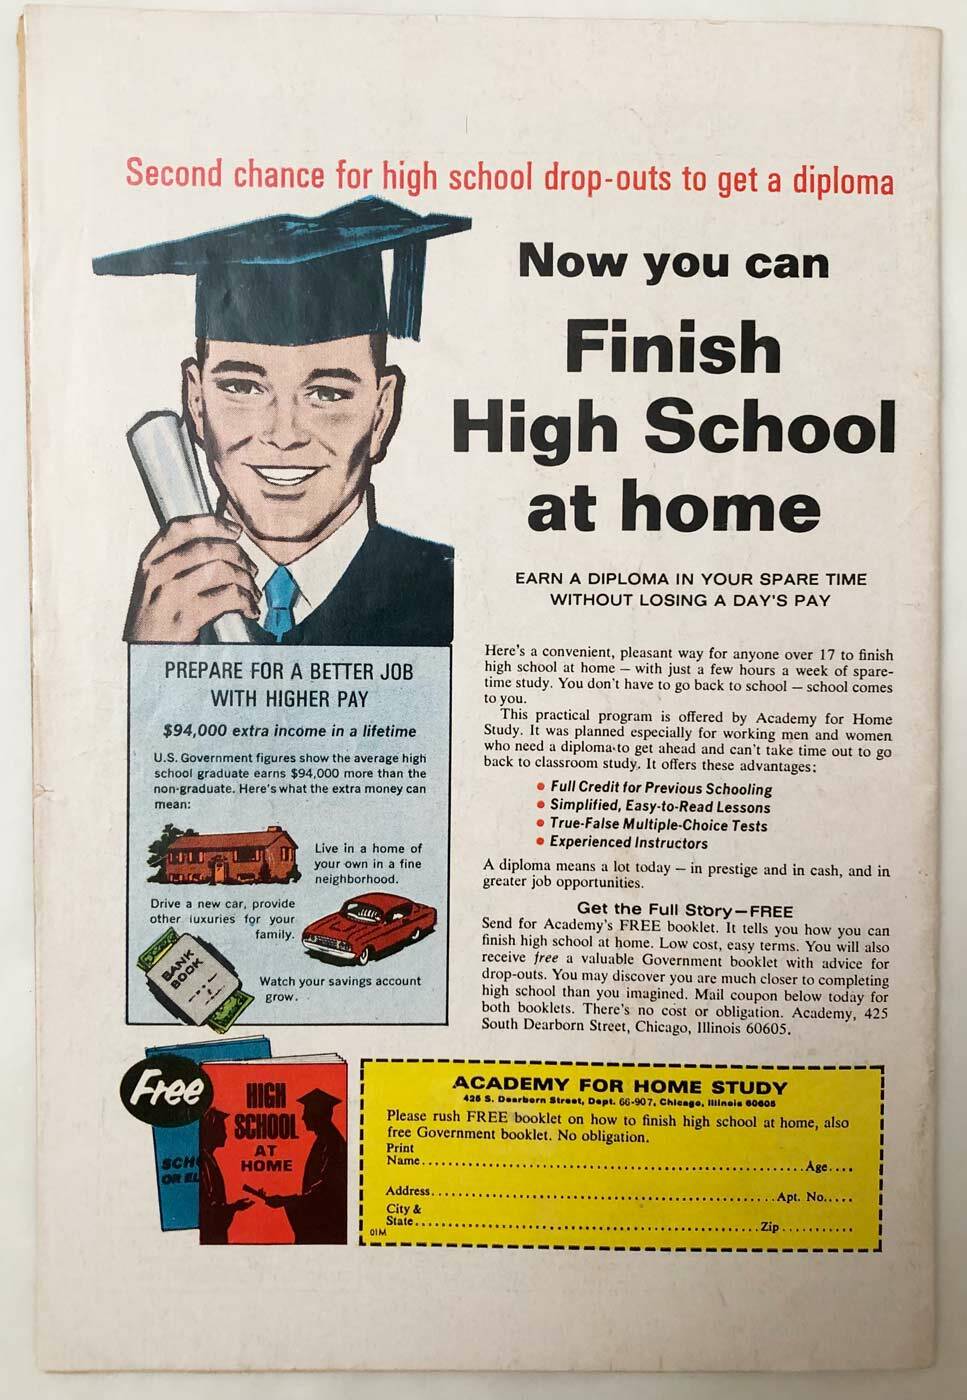 Second chance for high school drop-outs to get a diploma
Now you can
Finish
High School
at home
EARN A DIPLOMA IN YOUR SPARE TIME
WITHOUT LOSING A DAY'S PAY
PREPARE FOR A BETTER JOB
WITH HIGHER PAY
$94,000 extra income in a lifetime
U.S. Government figures show the average high
school graduate earns $94,000 more than the
non-graduate. Here's what the extra money can
mean:
Live in a home of
your own in a fine
neighborhood.
Drive a new car, provide
other luxuries for your
family.
BANK
BOOK
Watch your savings account
grow.
Here's a convenient, pleasant way for anyone over 17 to finish
high school at home — with just a few hours a week of spare-
time study. You don't have to go back to school — school comes
to you.
This practical program is offered by Academy for Home
Study. It was planned especially for working men and women
who need a diploma to get ahead and can't take time out to go
back to classroom study. It offers these advantages:
• Full Credit for Previous Schooling
• Simplified, Easy-to-Read Lessons
• True-False Multiple-Choice Tests
• Experienced Instructors
A diploma means a lot today — in prestige and in cash, and in
greater job opportunities.
Get the Full Story—FREE
Send for Academy's FREE booklet. It tells you how you can
finish high school at home. Low cost, easy terms. You will also
receive free a valuable Government booklet with advice for
drop-outs. You may discover you are much closer to completing
high school than you imagined. Mail coupon below today for
both booklets. There's no cost or obligation. Academy, 425
South Dearborn Street, Chicago, Illinois 60605.
Free
SCH
OR EL
HIGH
SCHOOL
AT
HOME
ACADEMY FOR HOME STUDY
425 S. Dearborn Street, Dept. 66-907, Chicago, Illinois 60605
Please rush FREE booklet on how to finish high school at home, also
free Government booklet. No obligation.
Print
Name........Age....
Address........Apt. No.....
City &
State........Zip..........
01M